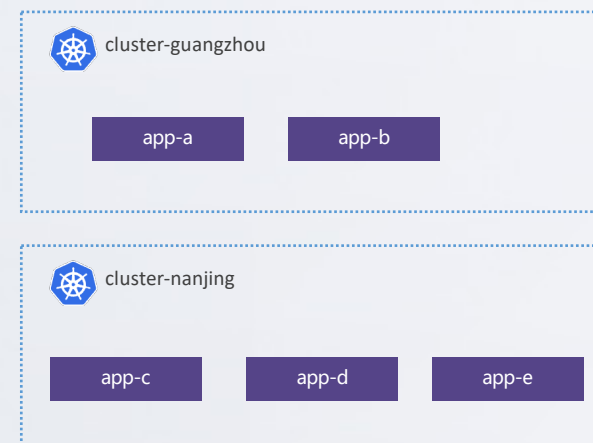 cluster-guangzhou
app-a app-b
cluster-nanjing
app-c app-d app-e